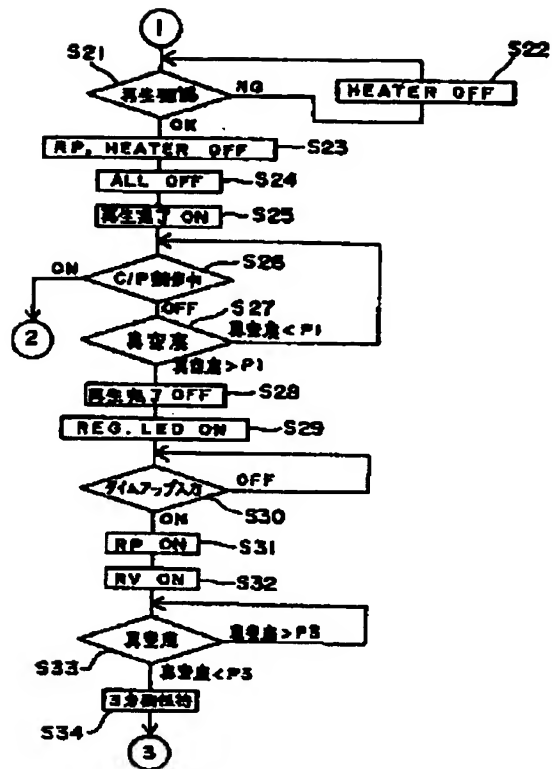 1
S21
S22
再生確認
NG
HEATER OFF
OK
RP, HEATER OFF
S23
ALL OFF
S24
再生完了 ON
S25
ON
C/P 動作中
S26
2
OFF
S27
真空度
真空度<P1
真空度>P1
再生完了 OFF
S28
REG. LED ON
S29
タイムアップ入力
OFF
S30
ON
RP ON
S31
RV ON
S32
真空度
真空度>P3
S33
真空度<P3
S34
3